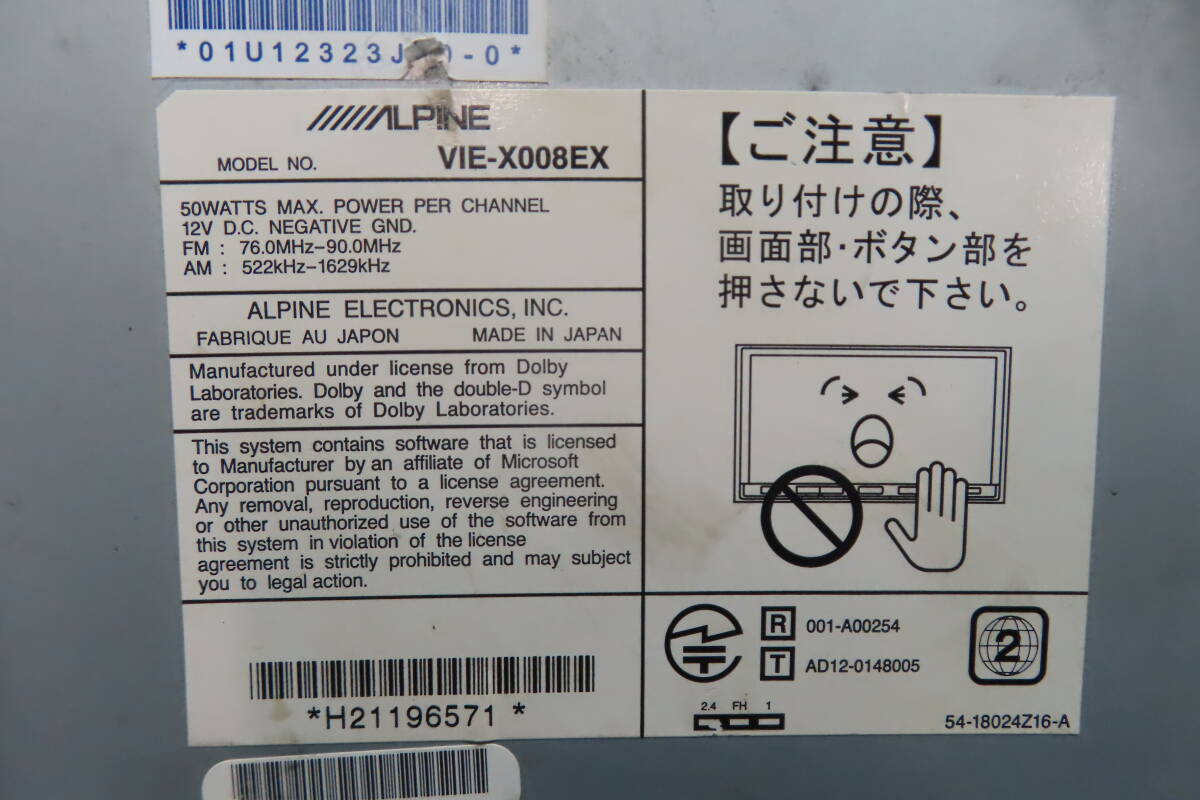 *01U12323J 0-0*
ALPINE
MODEL NO. VIE-X008EX
50WATTS MAX. POWER PER CHANNEL
12V D.C. NEGATIVE GND.
FM : 76.0MHz-90.0MHz
AM : 522kHz-1629kHz
ALPINE ELECTRONICS, INC.
FABRIQUE AU JAPON MADE IN JAPAN
Manufactured under license from Dolby
Laboratories. Dolby and the double-D symbol
are trademarks of Dolby Laboratories.
This system contains software that is licensed
to Manufacturer by an affiliate of Microsoft
Corporation pursuant to a license agreement.
Any removal, reproduction, reverse engineering
or other unauthorized use of the software from
this system in violation of the license
agreement is strictly prohibited and may subject
you to legal action.
*H21196571*
【ご注意】
取り付けの際、
画面部・ボタン部を
押さないで下さい。
R 001-A00254
T AD12-0148005
2
2.4 FH 1
54-18024Z16-A